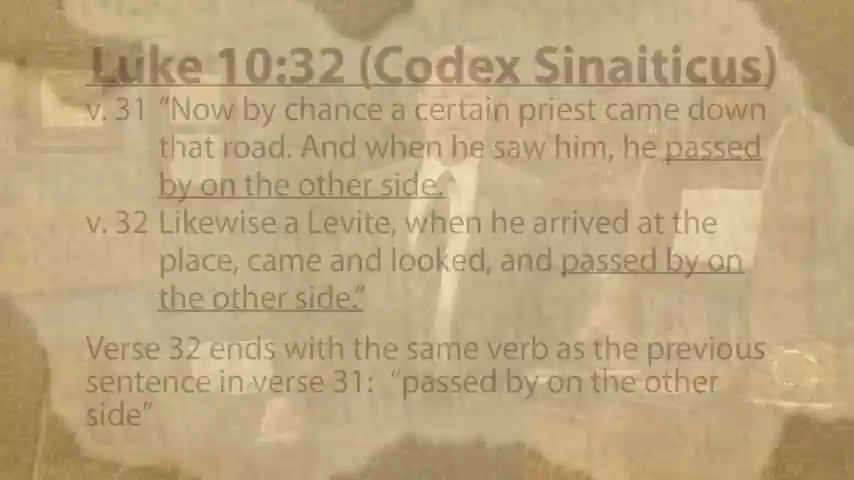 Luke 10:32 (Codex Sinaiticus)
v. 31 "Now by chance a certain priest came down
that road. And when he saw him, he passed
by on the other side.
v. 32 Likewise a Levite, when he arrived at the
place, came and looked, and passed by on
the other side."
Verse 32 ends with the same verb as the previous
sentence in verse 31: "passed by on the other
side"